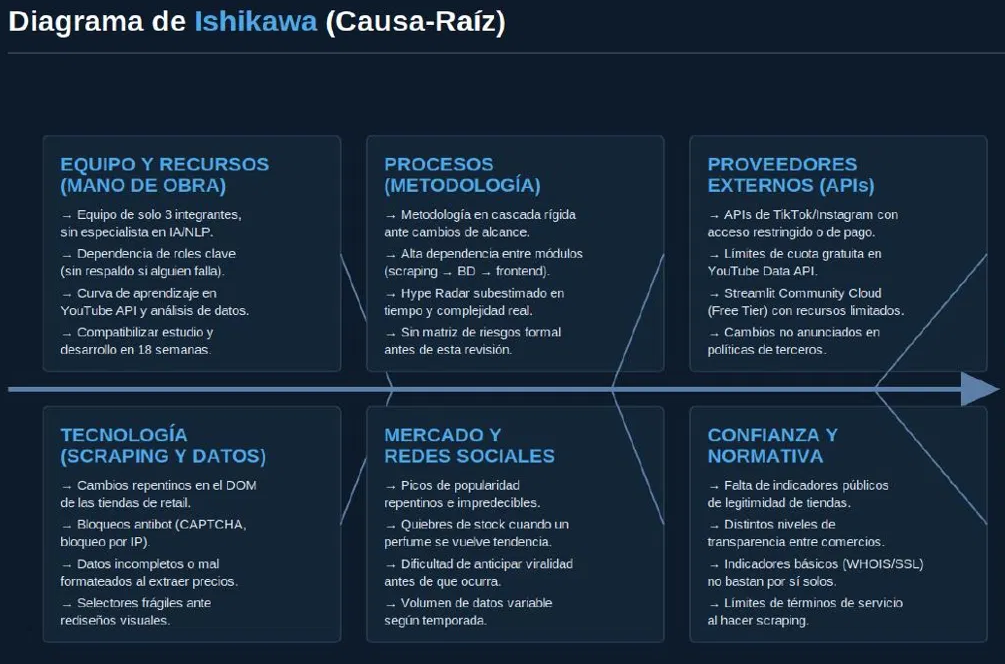 Diagrama de Ishikawa (Causa-Raíz)
EQUIPO Y RECURSOS
(MANO DE OBRA)
→ Equipo de solo 3 integrantes,
sin especialista en IA/NLP.
→ Dependencia de roles clave
(sin respaldo si alguien falla).
→ Curva de aprendizaje en
YouTube API y análisis de datos.
→ Compatibilizar estudio y
desarrollo en 18 semanas.
PROCESOS
(METODOLOGÍA)
→ Metodología en cascada rígida
ante cambios de alcance.
→ Alta dependencia entre módulos
(scraping → BD → frontend).
→ Hype Radar subestimado en
tiempo y complejidad real.
→ Sin matriz de riesgos formal
antes de esta revisión.
PROVEEDORES
EXTERNOS (APIs)
→ APIs de TikTok/Instagram con
acceso restringido o de pago.
→ Límites de cuota gratuita en
YouTube Data API.
→ Streamlit Community Cloud
(Free Tier) con recursos limitados.
→ Cambios no anunciados en
políticas de terceros.
TECNOLOGÍA
(SCRAPING Y DATOS)
→ Cambios repentinos en el DOM
de las tiendas de retail.
→ Bloqueos antibot (CAPTCHA,
bloqueo por IP).
→ Datos incompletos o mal
formateados al extraer precios.
→ Selectores frágiles ante
rediseños visuales.
MERCADO Y
REDES SOCIALES
→ Picos de popularidad
repentinos e impredecibles.
→ Quiebres de stock cuando un
perfume se vuelve tendencia.
→ Dificultad de anticipar viralidad
antes de que ocurra.
→ Volumen de datos variable
según temporada.
CONFIANZA Y
NORMATIVA
→ Falta de indicadores públicos
de legitimidad de tiendas.
→ Distintos niveles de
transparencia entre comercios.
→ Indicadores básicos (WHOIS/SSL)
no bastan por sí solos.
→ Límites de términos de servicio
al hacer scraping.